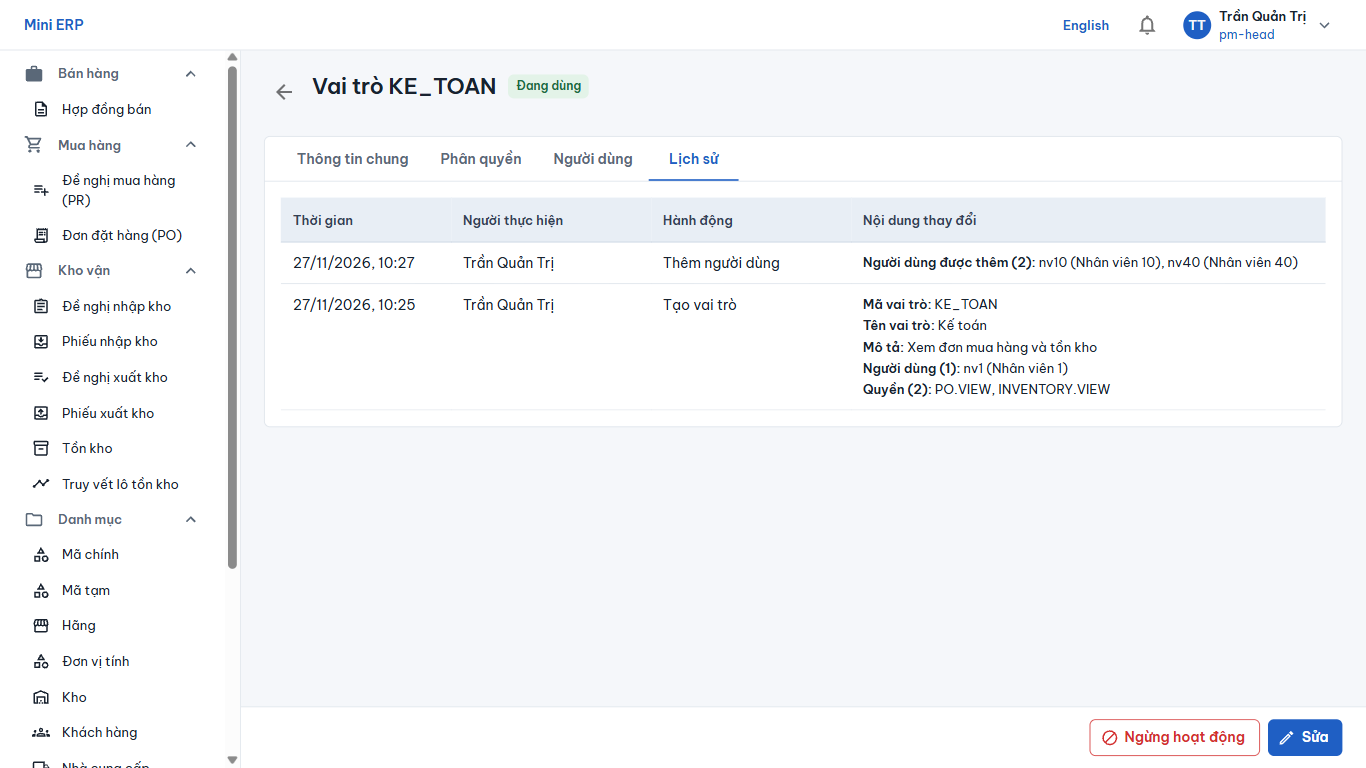 Mini ERP
English
TT
Trần Quản Trị
pm-head
Bán hàng
Hợp đồng bán
Mua hàng
Đề nghị mua hàng
(PR)
Đơn đặt hàng (PO)
Kho vận
Đề nghị nhập kho
Phiếu nhập kho
Đề nghị xuất kho
Phiếu xuất kho
Tồn kho
Truy vết lô tồn kho
Danh mục
Mã chính
Mã tạm
Hãng
Đơn vị tính
Kho
Khách hàng
Nhà cung cấp
Vai trò KE_TOAN
Đang dùng
Thông tin chung
Phân quyền
Người dùng
Lịch sử
Thời gian Người thực hiện Hành động Nội dung thay đổi
27/11/2026, 10:27 Trần Quản Trị Thêm người dùng Người dùng được thêm (2): nv10 (Nhân viên 10), nv40 (Nhân viên 40)
27/11/2026, 10:25 Trần Quản Trị Tạo vai trò Mã vai trò: KE_TOAN
Tên vai trò: Kế toán
Mô tả: Xem đơn mua hàng và tồn kho
Người dùng (1): nv1 (Nhân viên 1)
Quyền (2): PO.VIEW, INVENTORY.VIEW
Ngừng hoạt động
Sửa